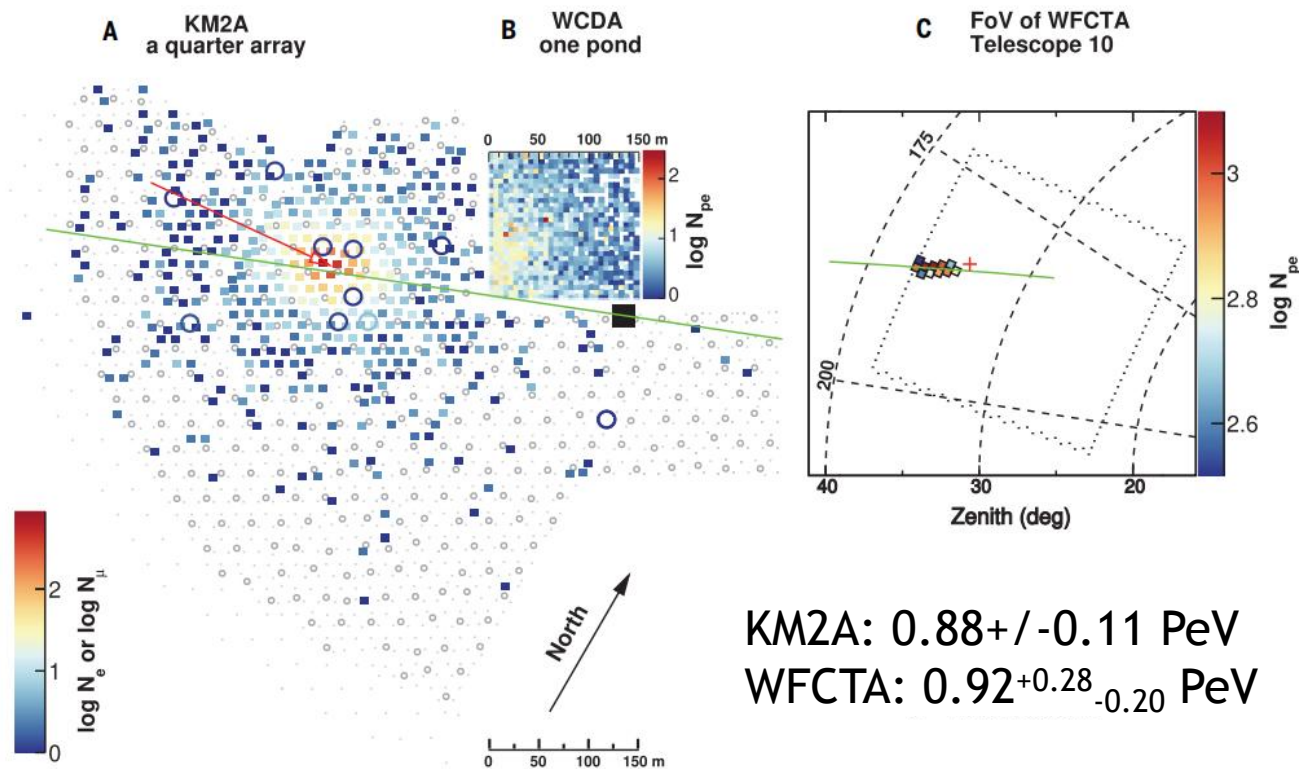 A
KM2A
a quarter array
B
WCDA
one pond
C
FoV of WFCTA
Telescope 10
0 50 100 150 m
2
1
0
log N_pe
175
200
40 30 20
Zenith (deg)
3
2.8
2.6
log N_pe
2
1
0
log N_e or log N_μ
North
0 50 100 150 m
KM2A: 0.88+/-0.11 PeV
WFCTA: 0.92^+0.28_-0.20 PeV